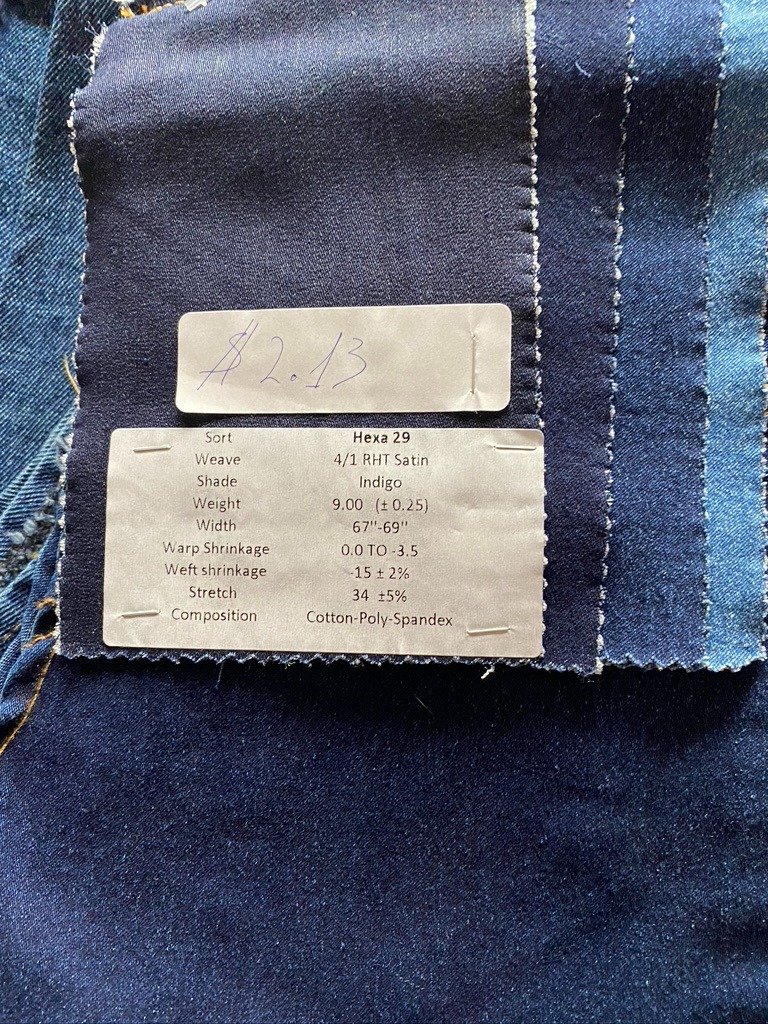 $2.13
Sort Hexa 29
Weave 4/1 RHT Satin
Shade Indigo
Weight 9.00 (± 0.25)
Width 67"-69"
Warp Shrinkage 0.0 TO -3.5
Weft shrinkage -15 ± 2%
Stretch 34 ±5%
Composition Cotton-Poly-Spandex